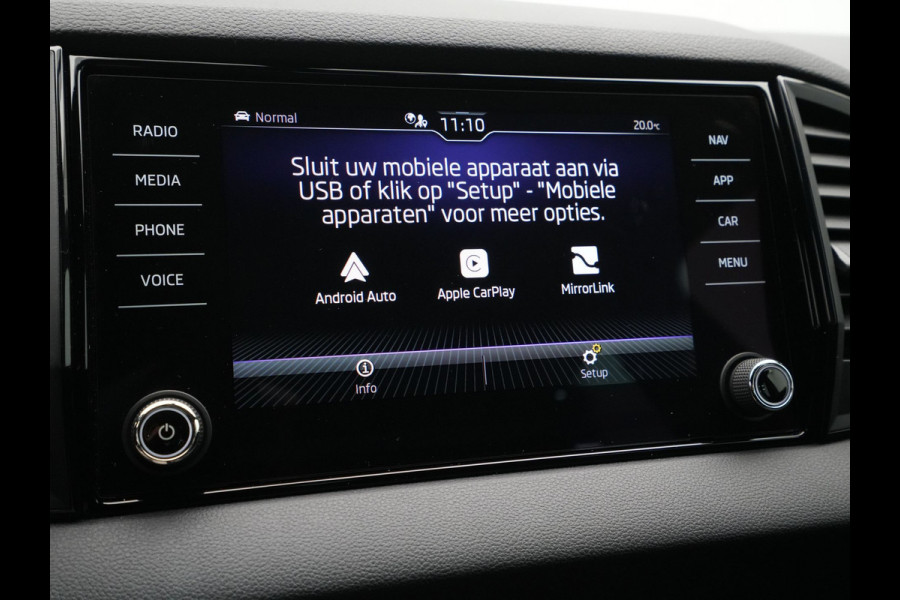 Normal
11:10
20.0°C
RADIO
MEDIA
PHONE
VOICE
Sluit uw mobiele apparaat aan via
USB of klik op "Setup" - "Mobiele
apparaten" voor meer opties.
Android Auto
Apple CarPlay
MirrorLink
Info
Setup
NAV
APP
CAR
MENU